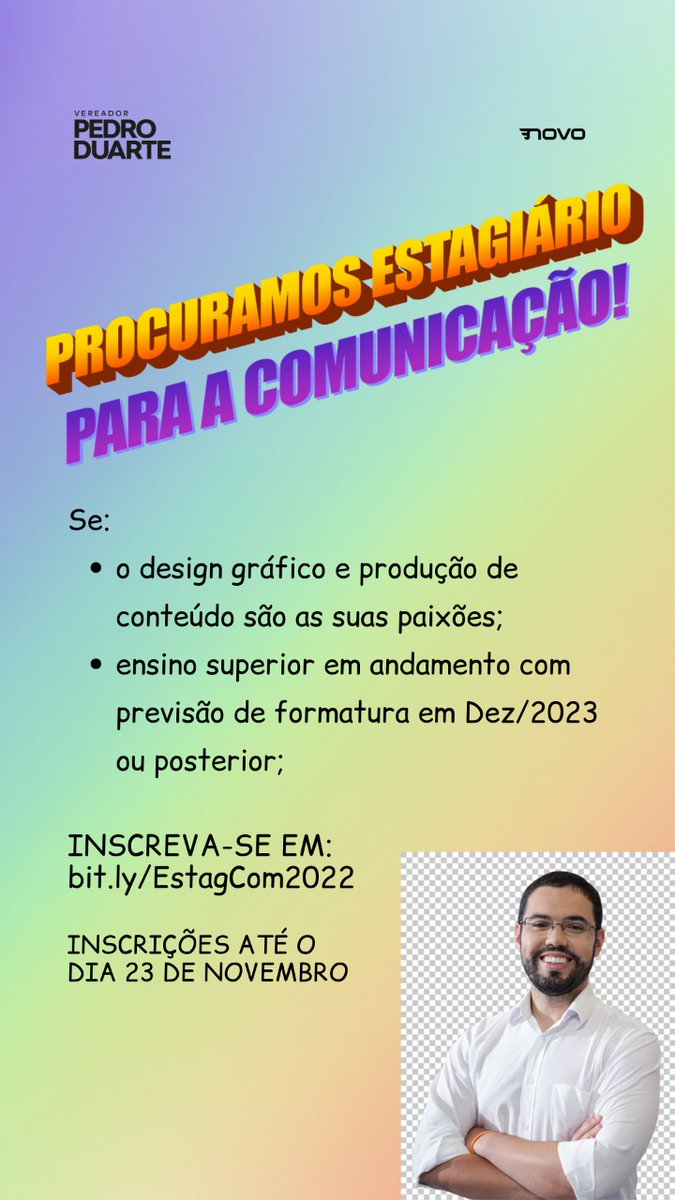 VEREADOR
PEDRO
DUARTE
NOVO
PROCURAMOS ESTAGIÁRIO
PARA A COMUNICAÇÃO!
Se:
• o design gráfico e produção de
conteúdo são as suas paixões;
• ensino superior em andamento com
previsão de formatura em Dez/2023
ou posterior;
INSCREVA-SE EM:
bit.ly/EstagCom2022
INSCRIÇÕES ATÉ O
DIA 23 DE NOVEMBRO